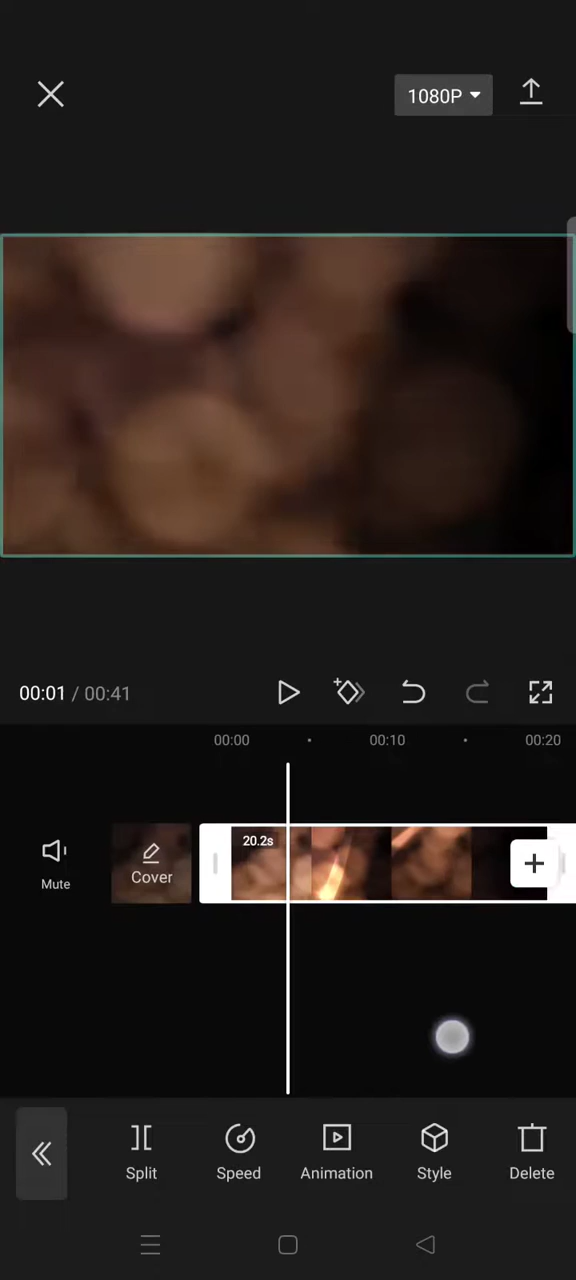 1080P
00:01 / 00:41
00:00
00:10
00:20
20.2s
Mute
Cover
Split
Speed
Animation
Style
Delete